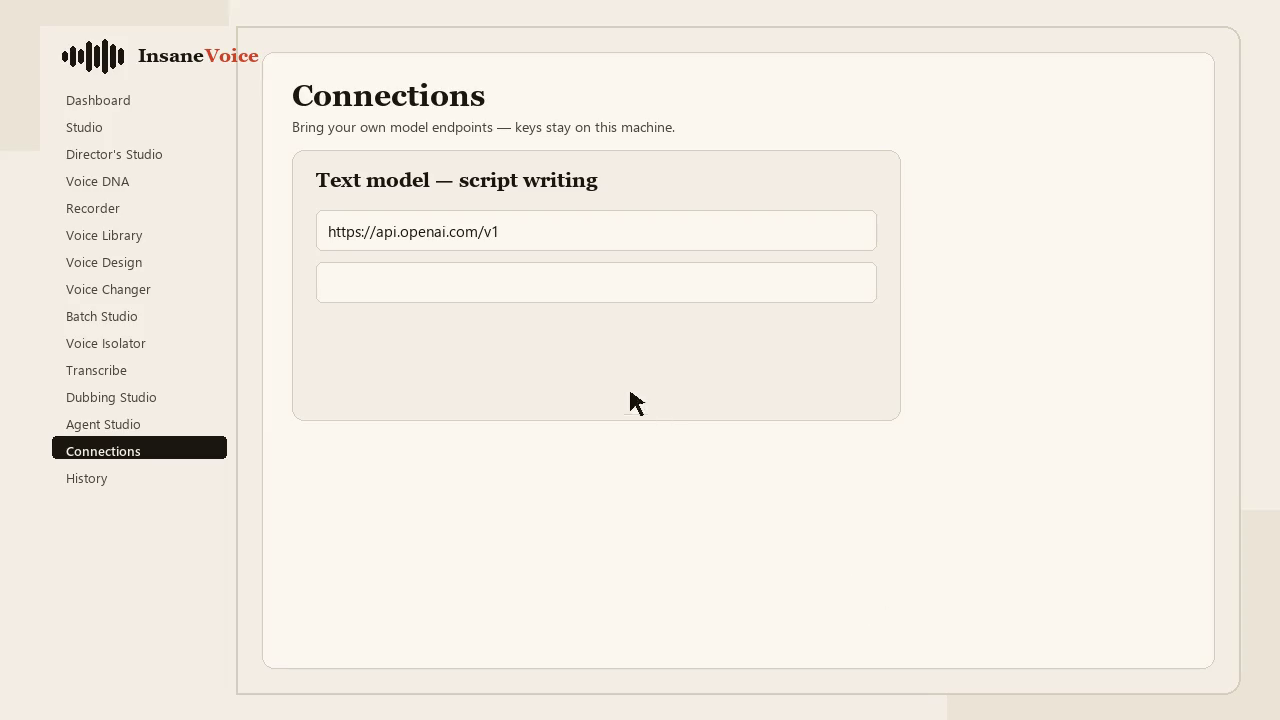 InsaneVoice
Dashboard
Studio
Director's Studio
Voice DNA
Recorder
Voice Library
Voice Design
Voice Changer
Batch Studio
Voice Isolator
Transcribe
Dubbing Studio
Agent Studio
Connections
History
Connections
Bring your own model endpoints — keys stay on this machine.
Text model — script writing
https://api.openai.com/v1